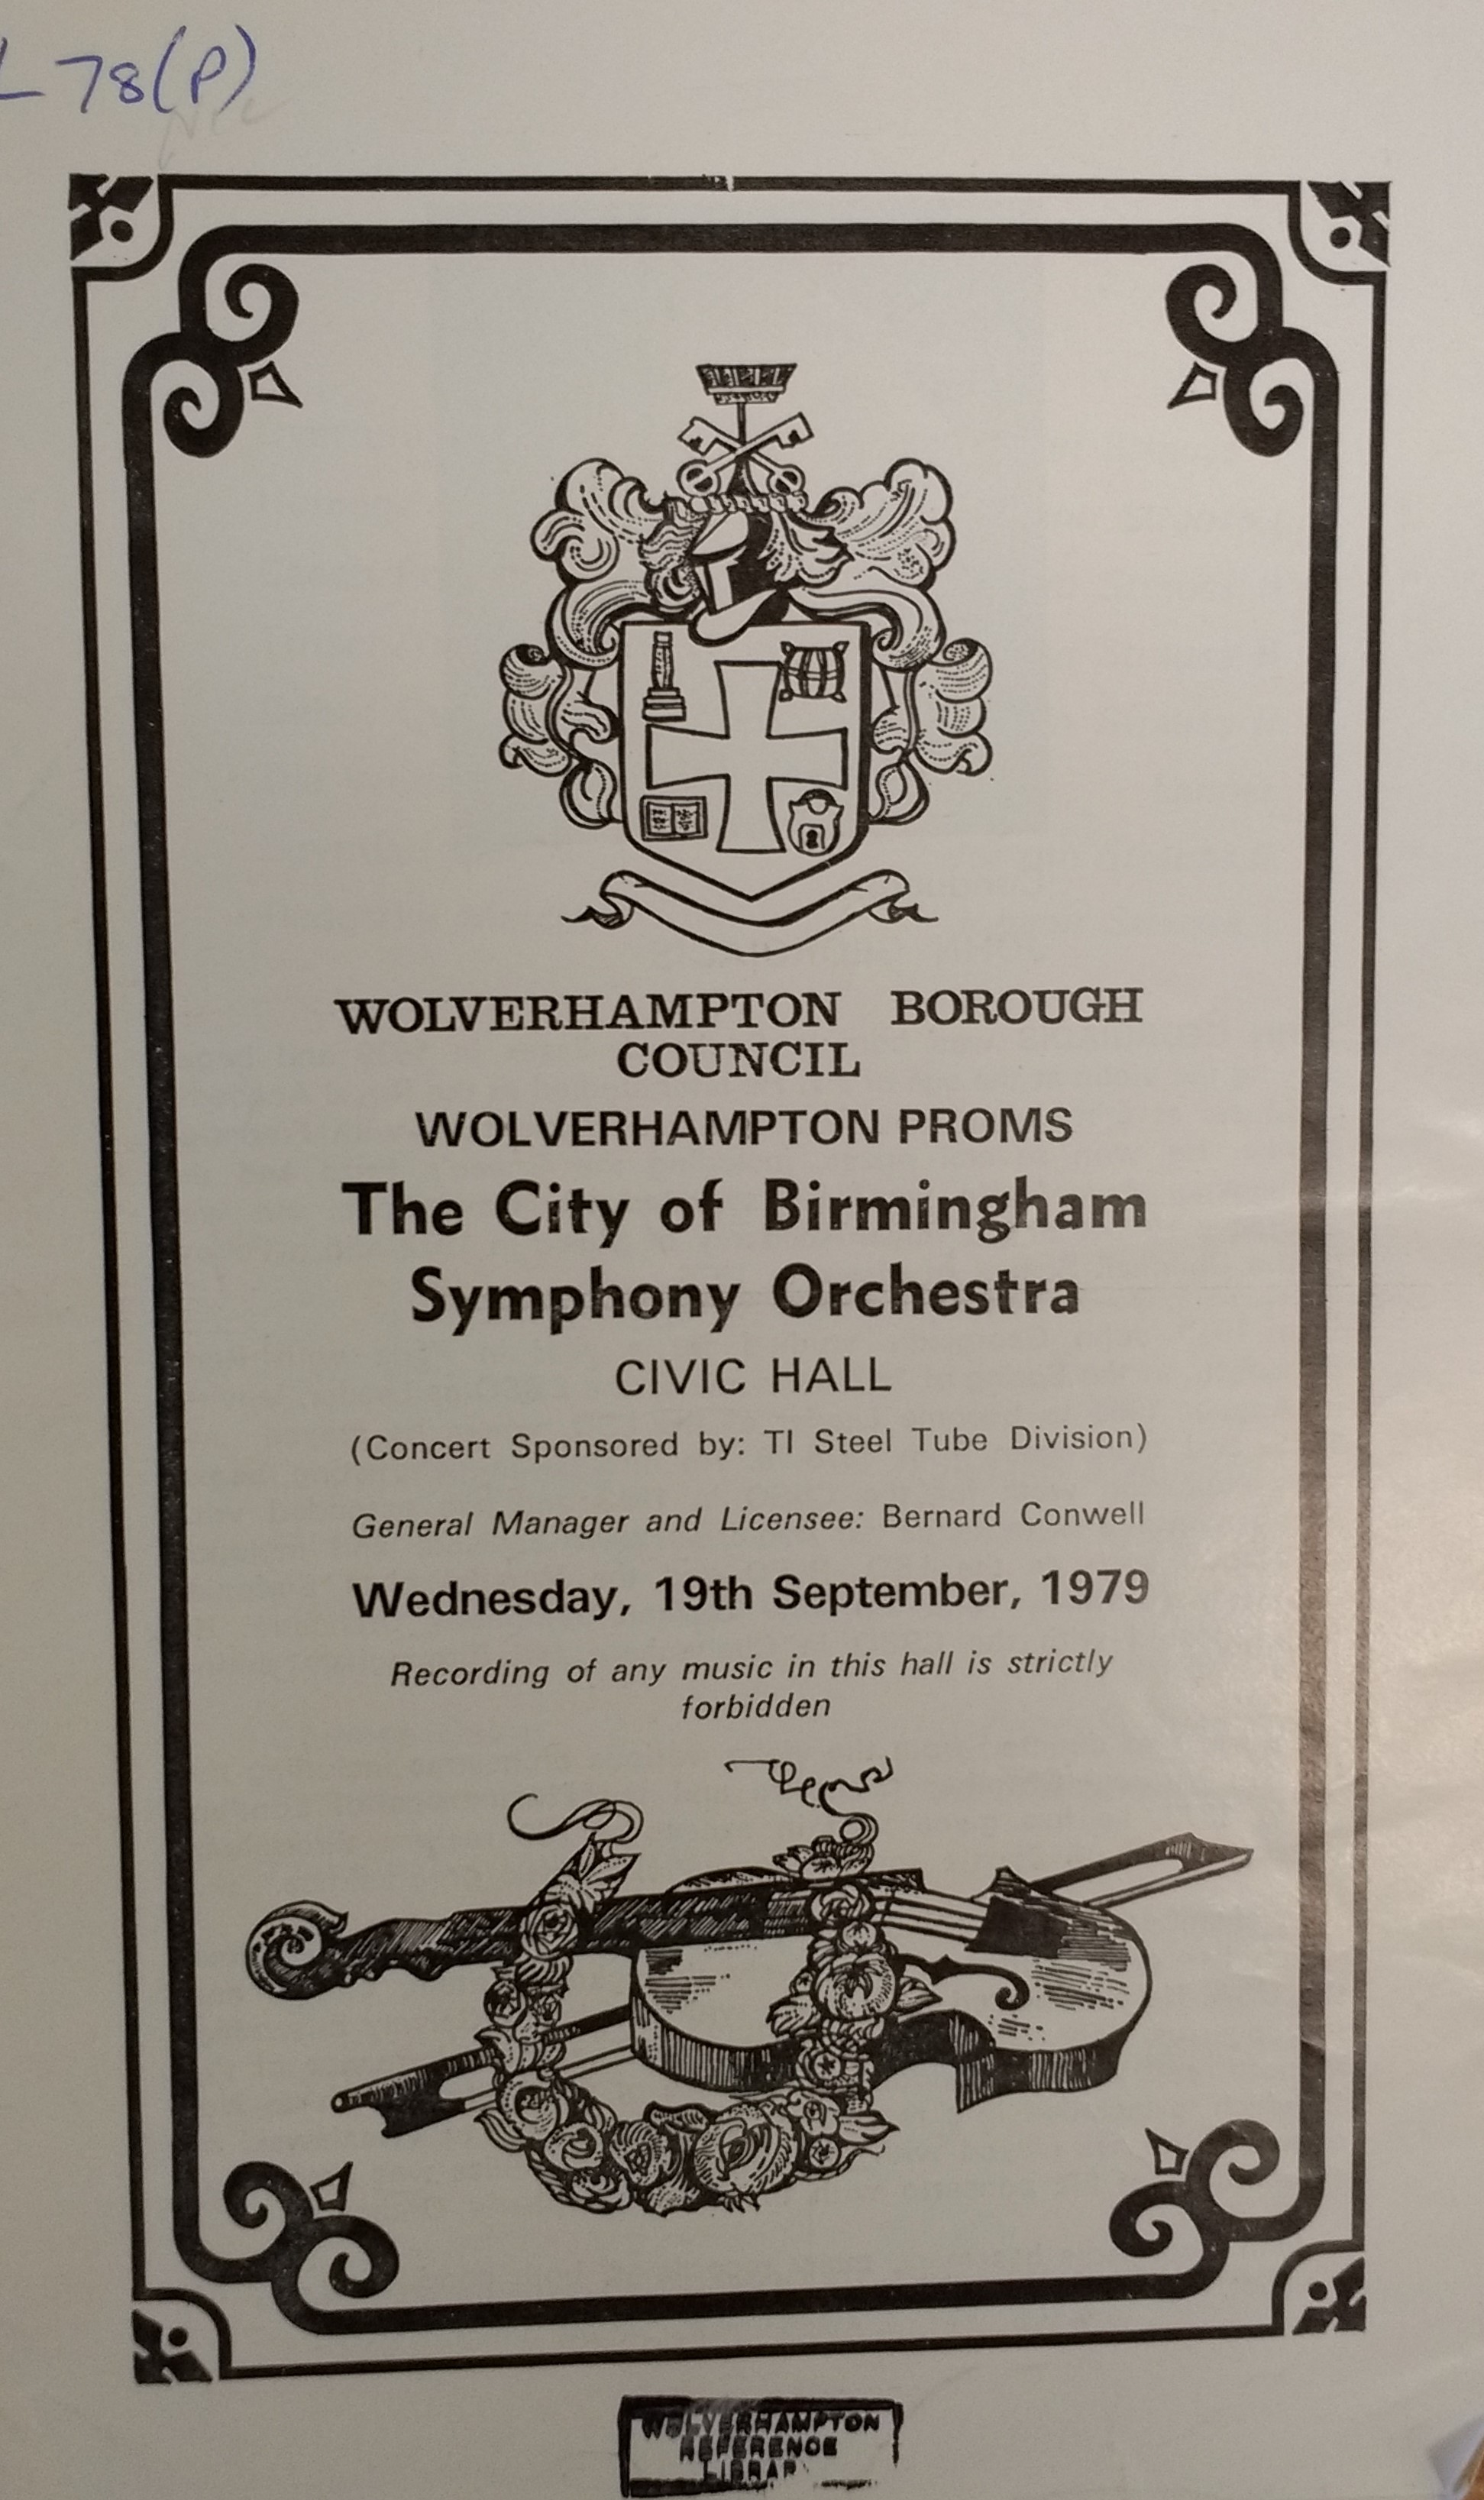 L 78(P)
WOLVERHAMPTON BOROUGH
COUNCIL
WOLVERHAMPTON PROMS
The City of Birmingham
Symphony Orchestra
CIVIC HALL
(Concert Sponsored by: TI Steel Tube Division)
General Manager and Licensee: Bernard Conwell
Wednesday, 19th September, 1979
Recording of any music in this hall is strictly
forbidden
WOLVERHAMPTON
REFERENCE
LIBRAR